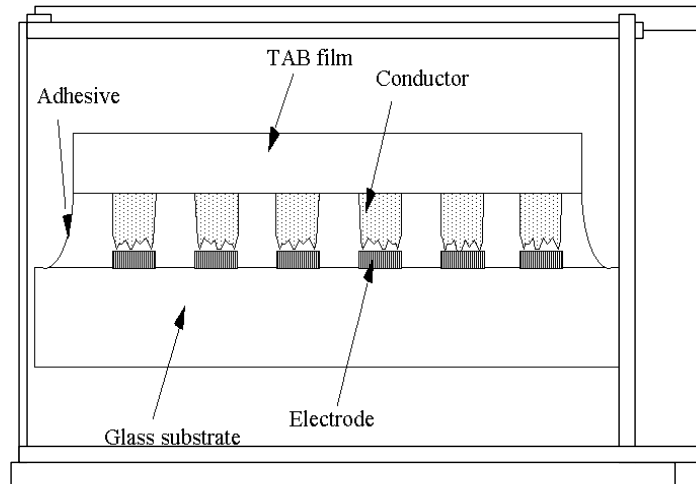 TAB film
Conductor
Adhesive
Electrode
Glass substrate